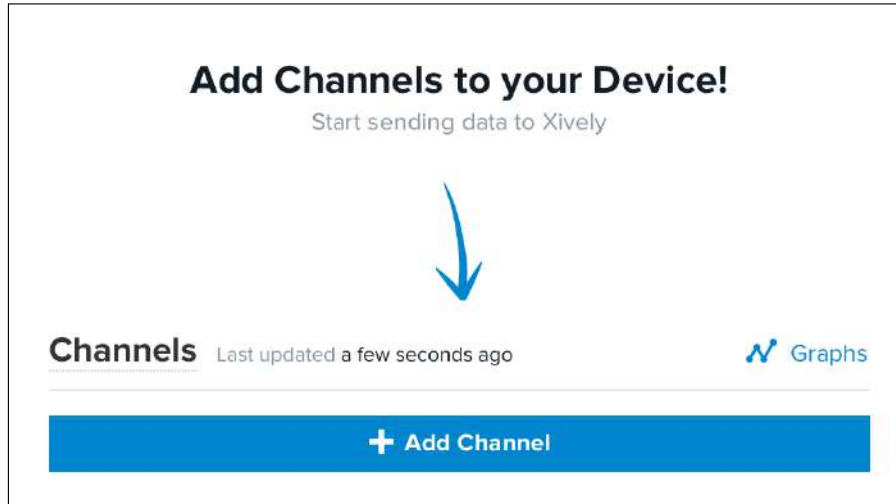 Add Channels to your Device!
Start sending data to Xively
Channels Last updated a few seconds ago Graphs
Add Channel